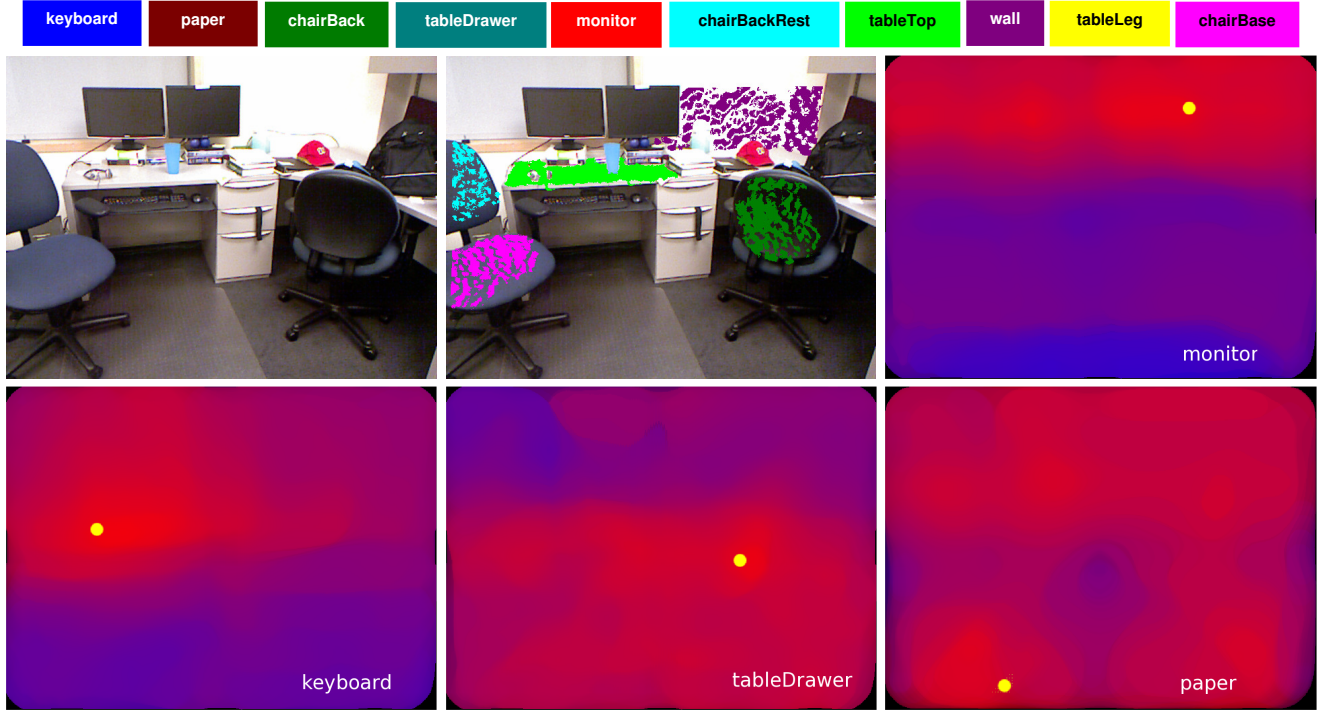 keyboard paper chairBack tableDrawer monitor chairBackRest tableTop wall tableLeg chairBase
monitor
keyboard tableDrawer paper